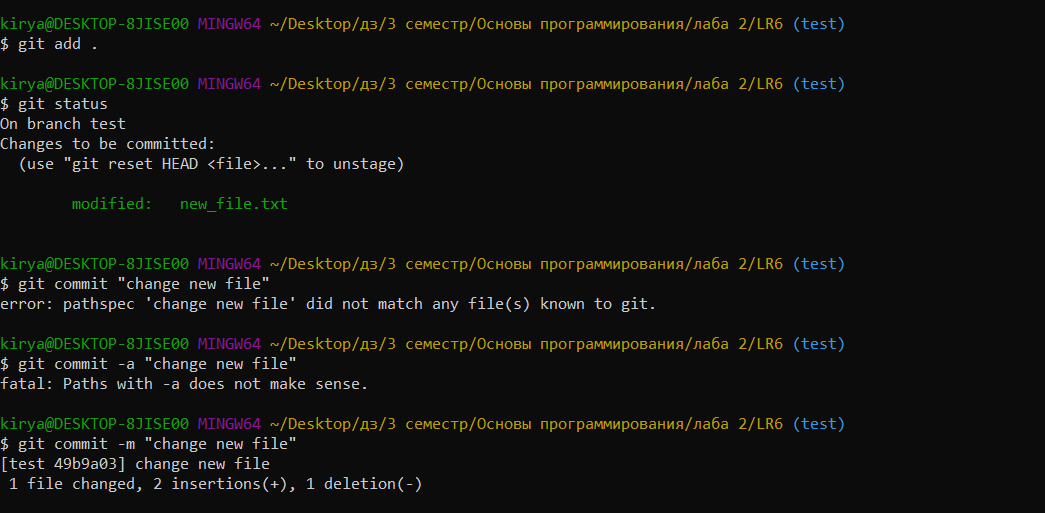 kirya@DESKTOP-8JISE00 MINGW64 ~/Desktop/дз/3 семестр/Основы программирования/лаба 2/LR6 (test)
$ git add .
kirya@DESKTOP-8JISE00 MINGW64 ~/Desktop/дз/3 семестр/Основы программирования/лаба 2/LR6 (test)
$ git status
On branch test
Changes to be committed:
  (use "git reset HEAD <file>..." to unstage)
        modified:   new_file.txt
kirya@DESKTOP-8JISE00 MINGW64 ~/Desktop/дз/3 семестр/Основы программирования/лаба 2/LR6 (test)
$ git commit "change new file"
error: pathspec 'change new file' did not match any file(s) known to git.
kirya@DESKTOP-8JISE00 MINGW64 ~/Desktop/дз/3 семестр/Основы программирования/лаба 2/LR6 (test)
$ git commit -a "change new file"
fatal: Paths with -a does not make sense.
kirya@DESKTOP-8JISE00 MINGW64 ~/Desktop/дз/3 семестр/Основы программирования/лаба 2/LR6 (test)
$ git commit -m "change new file"
[test 49b9a03] change new file
 1 file changed, 2 insertions(+), 1 deletion(-)